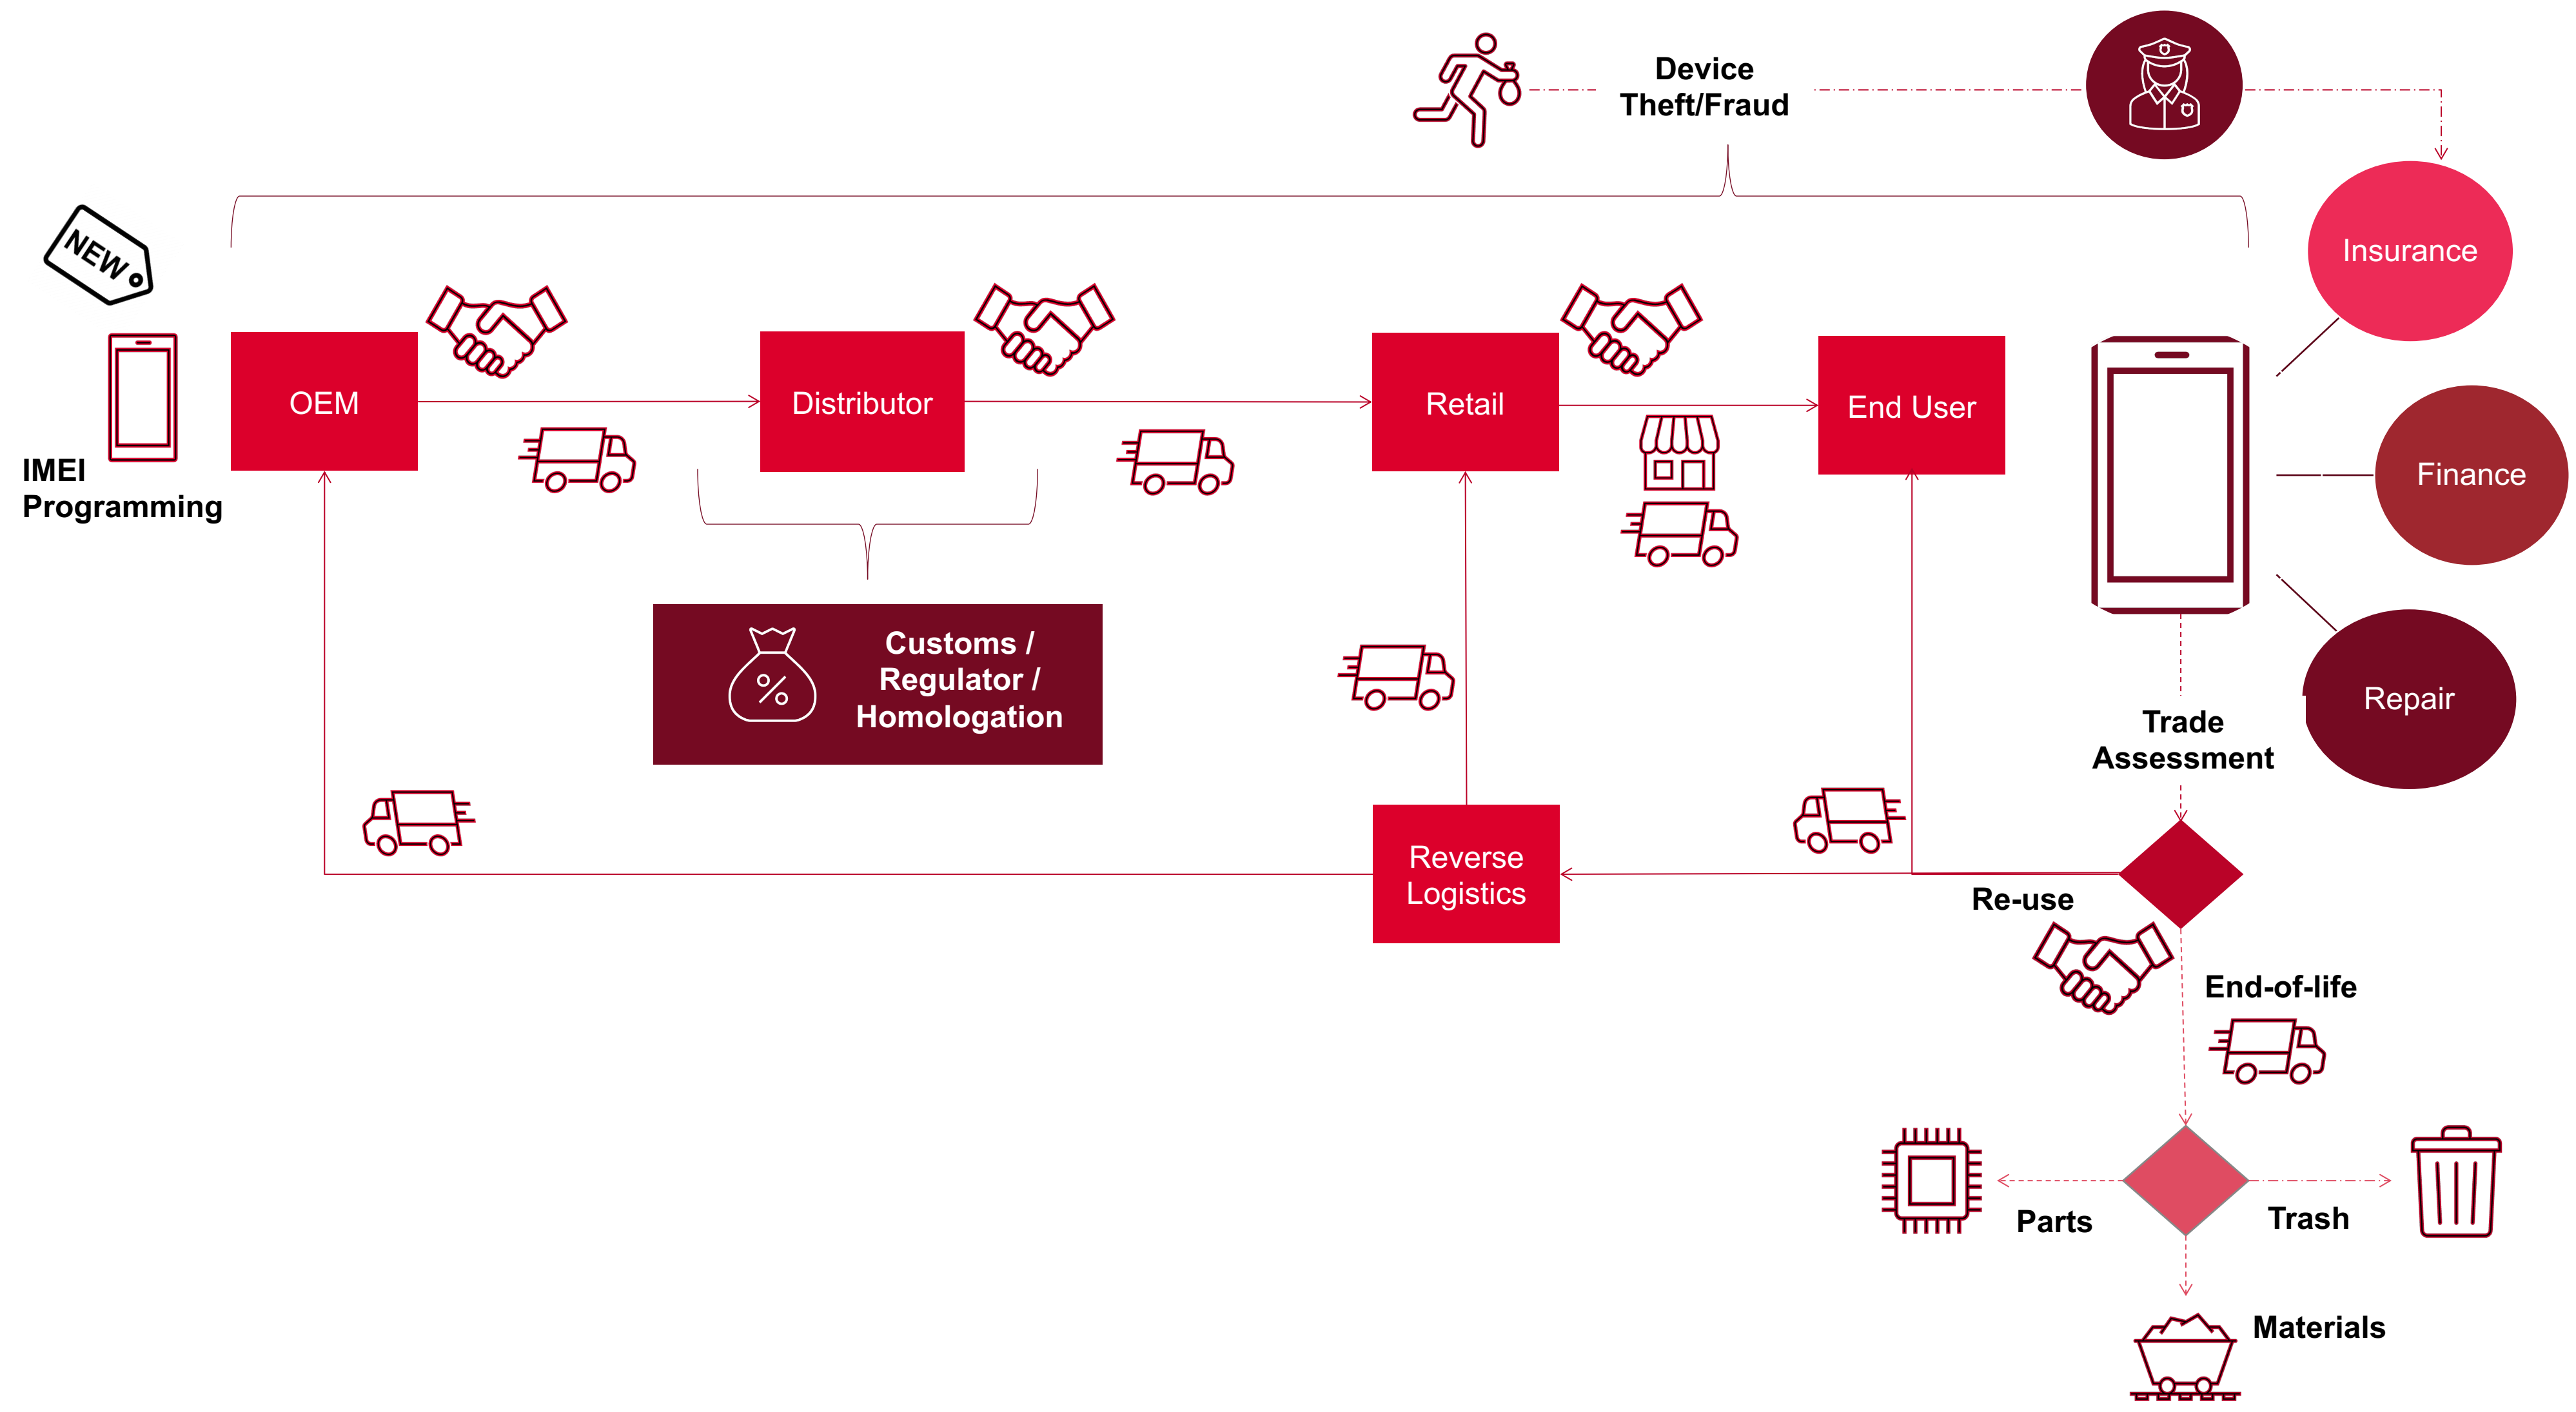 Device
Theft/Fraud
NEW
Insurance
IMEI
Programming
OEM
Distributor
Retail
End User
Finance
Customs /
Regulator /
Homologation
%
Repair
Trade
Assessment
Reverse
Logistics
Re-use
End-of-life
Parts
Trash
Materials